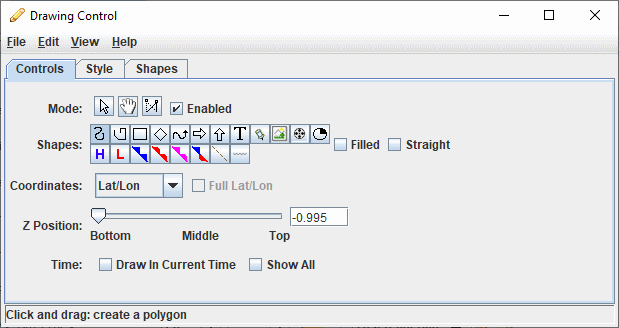 Drawing Control
File Edit View Help
Controls Style Shapes
Mode: Enabled
Shapes: T Filled Straight
H L
Coordinates: Lat/Lon Full Lat/Lon
Z Position: -0.995
Bottom Middle Top
Time: Draw In Current Time Show All
Click and drag: create a polygon